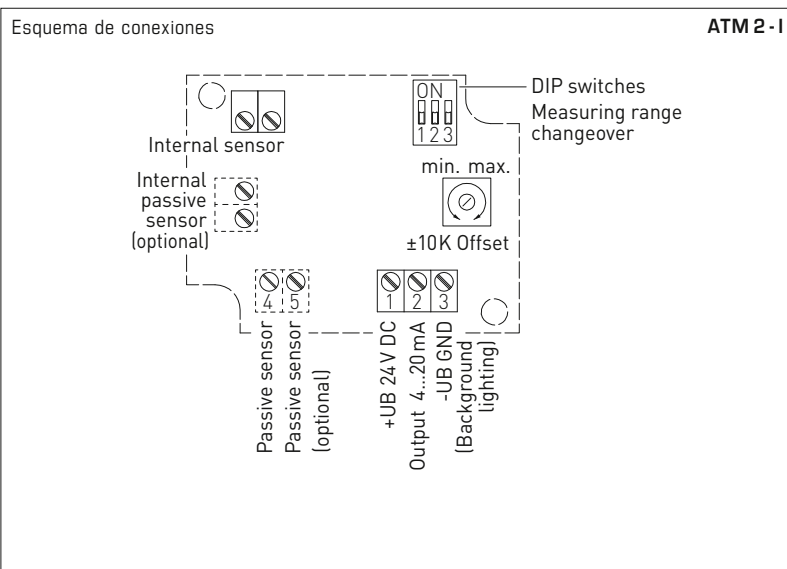 Esquema de conexiones
ATM 2 - I
ON
1 2 3
DIP switches
Measuring range
changeover
Internal sensor
min. max.
Internal
passive
sensor
(optional)
±10K Offset
4 5
1 2 3
Passive sensor
Passive sensor
(optional)
+UB 24V DC
Output 4...20mA
-UB GND
(Background
lighting)